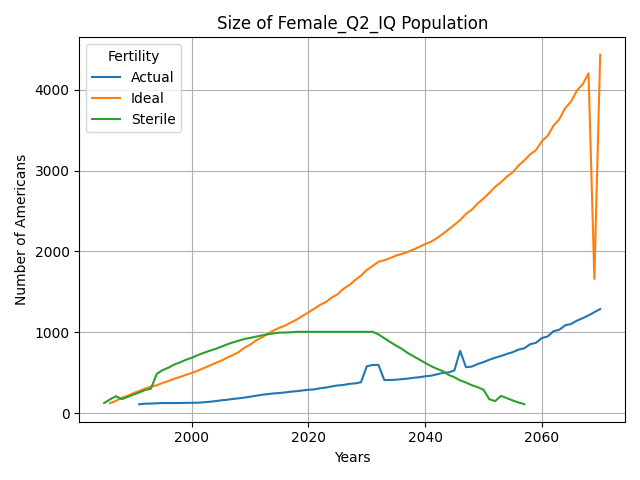 Size of Female_Q2_IQ Population
Fertility
Actual
Ideal
Sterile
Number of Americans
4000
3000
2000
1000
0
2000
2020
2040
2060
Years